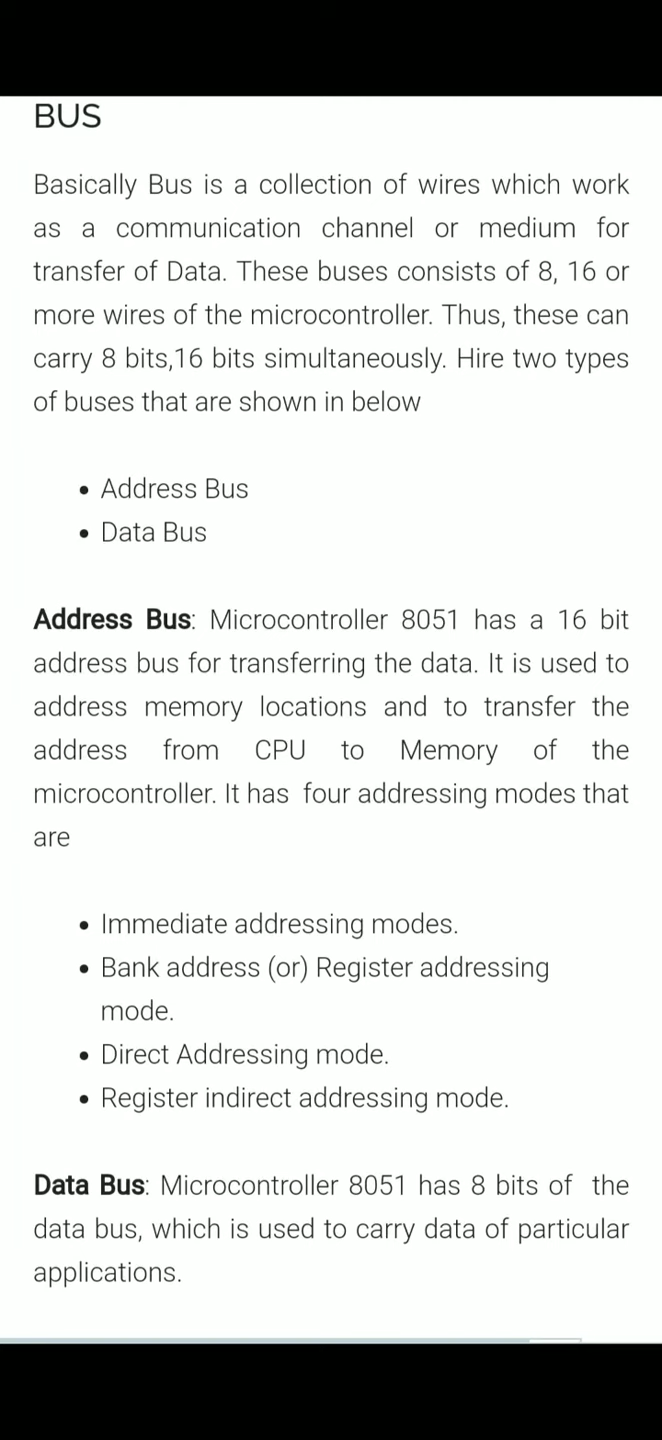 BUS
Basically Bus is a collection of wires which work
as a communication channel or medium for
transfer of Data. These buses consists of 8, 16 or
more wires of the microcontroller. Thus, these can
carry 8 bits,16 bits simultaneously. Hire two types
of buses that are shown in below
• Address Bus
• Data Bus
Address Bus: Microcontroller 8051 has a 16 bit
address bus for transferring the data. It is used to
address memory locations and to transfer the
address from CPU to Memory of the
microcontroller. It has four addressing modes that
are
• Immediate addressing modes.
• Bank address (or) Register addressing
mode.
• Direct Addressing mode.
• Register indirect addressing mode.
Data Bus: Microcontroller 8051 has 8 bits of the
data bus, which is used to carry data of particular
applications.